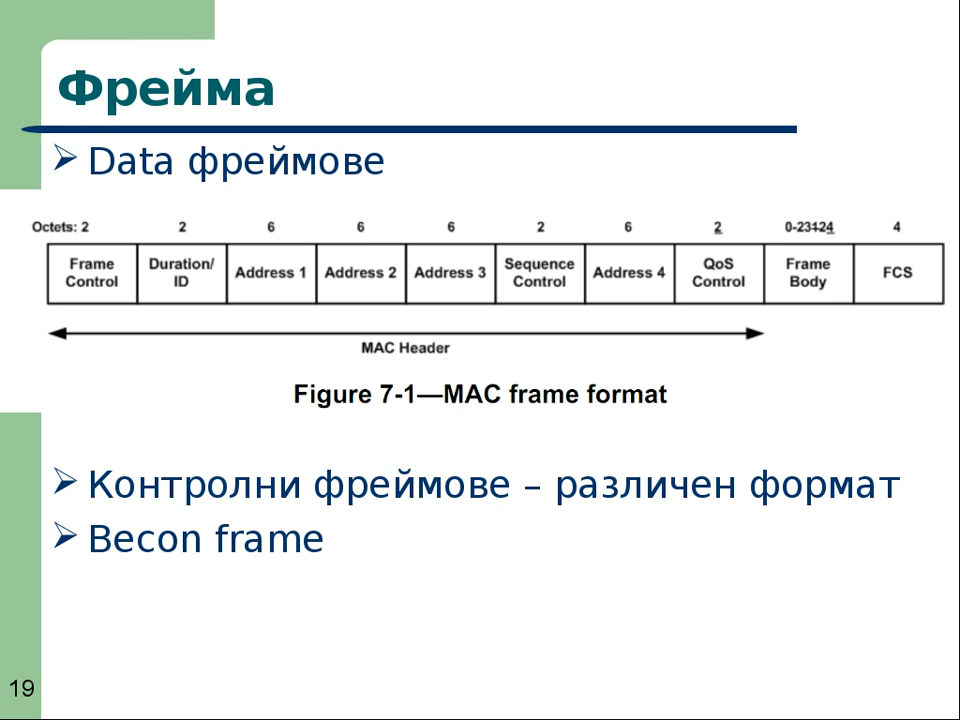 Фрейма
Data фреймове
Octets: 2 2 6 6 6 2 6 2 0-23124 4
Frame Control Duration/ ID Address 1 Address 2 Address 3 Sequence Control Address 4 QoS Control Frame Body FCS
MAC Header
Figure 7-1—MAC frame format
Контролни фреймове – различен формат
Becon frame
19